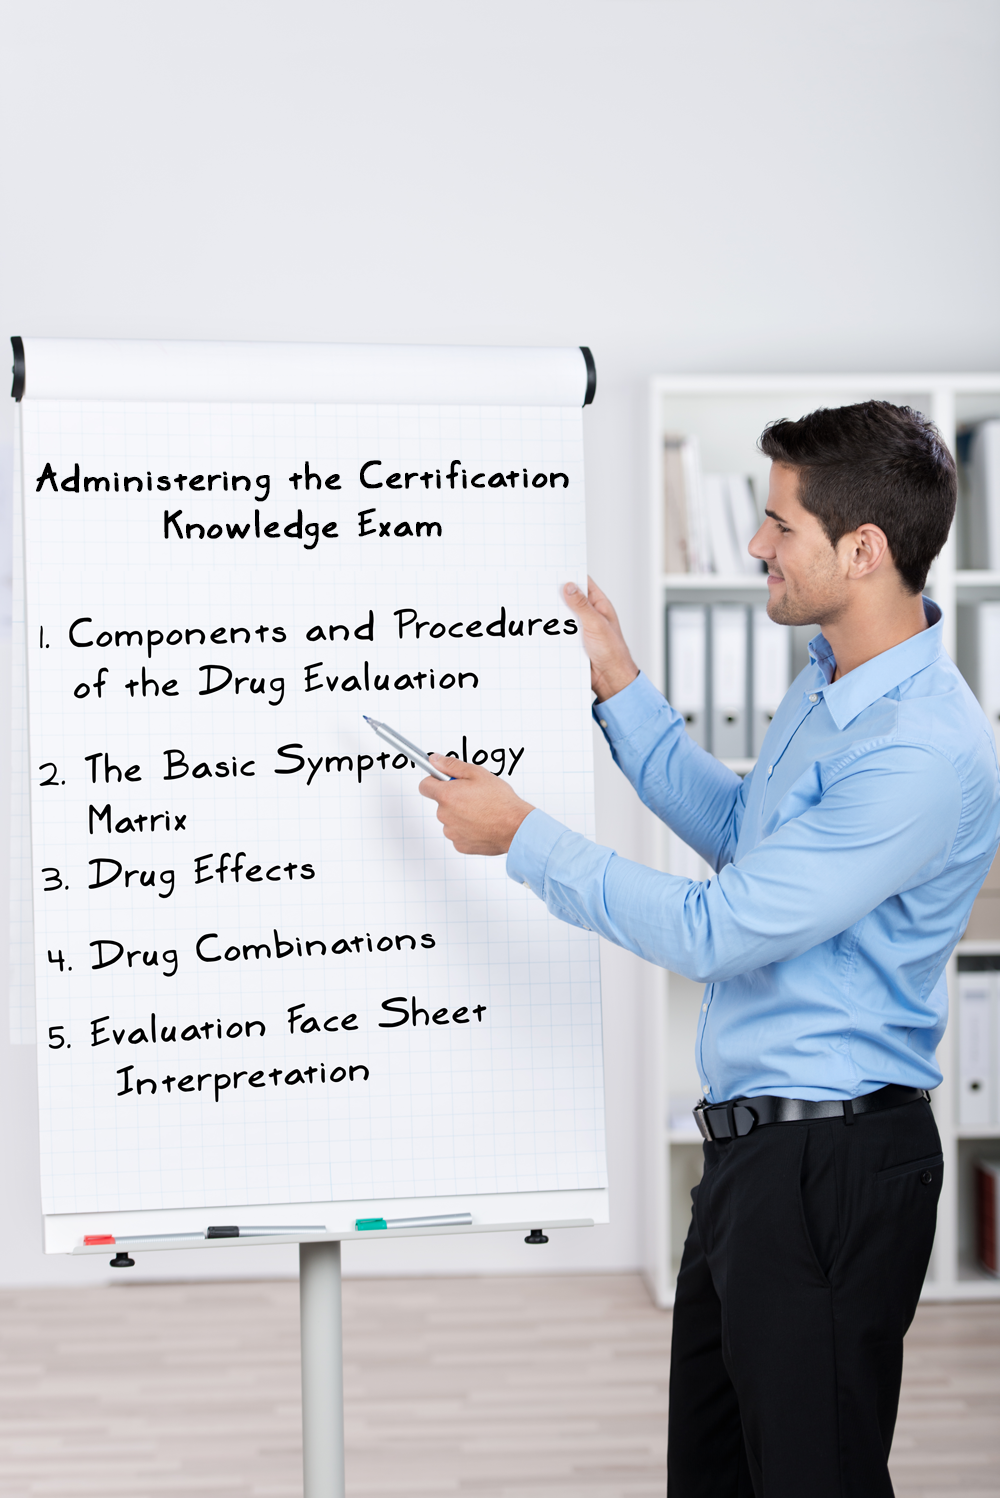 Administering the Certification
Knowledge Exam
1. Components and Procedures
of the Drug Evaluation
2. The Basic
Matrix
3. Drug Effects
4. Drug Combinations
5. Evaluation Face Sheet
Interpretation